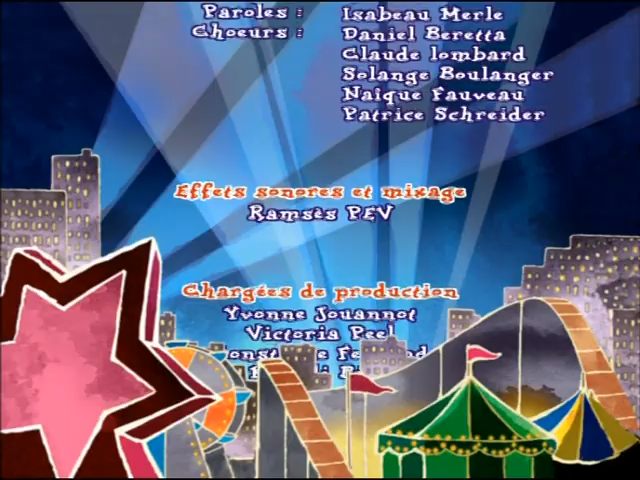 Paroles : Isabeau Merle
Choeurs : Daniel Beretta
Claude lombard
Solange Boulanger
Naïque Fauveau
Patrice Schreider
Effets sonores et mixage
Ramsès PEV
Chargées de production
Yvonne Jouannot
Victoria Peel